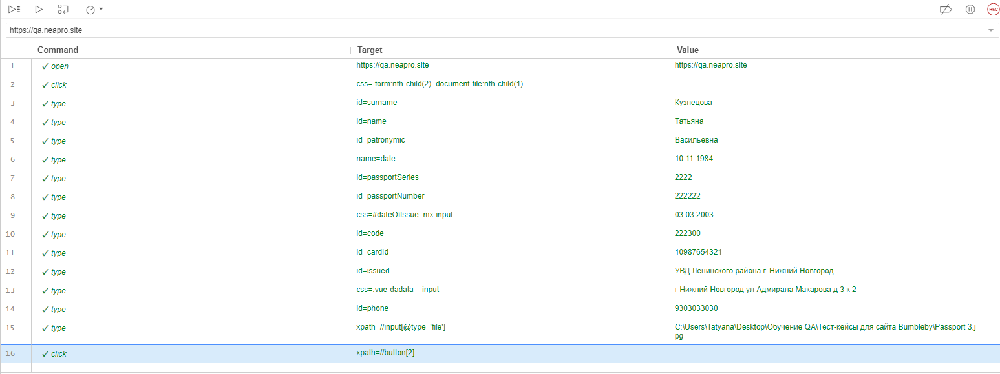 REC
https://qa.neapro.site
Command Target Value
1 open https://qa.neapro.site https://qa.neapro.site
2 click css=.form:nth-child(2) .document-tile:nth-child(1)
3 type id=surname Кузнецова
4 type id=name Татьяна
5 type id=patronymic Васильевна
6 type name=date 10.11.1984
7 type id=passportSeries 2222
8 type id=passportNumber 222222
9 type css=#dateOfIssue .mx-input 03.03.2003
10 type id=code 222300
11 type id=cardId 10987654321
12 type id=issued УВД Ленинского района г. Нижний Новгород
13 type css=.vue-dadata__input г Нижний Новгород ул Адмирала Макарова д 3 к 2
14 type id=phone 9303033030
15 type xpath=//input[@type='file'] C:\Users\Tatyana\Desktop\Обучение QA\Тест-кейсы для сайта Bumbleby\Passport 3.j
pg
16 click xpath=//button[2]